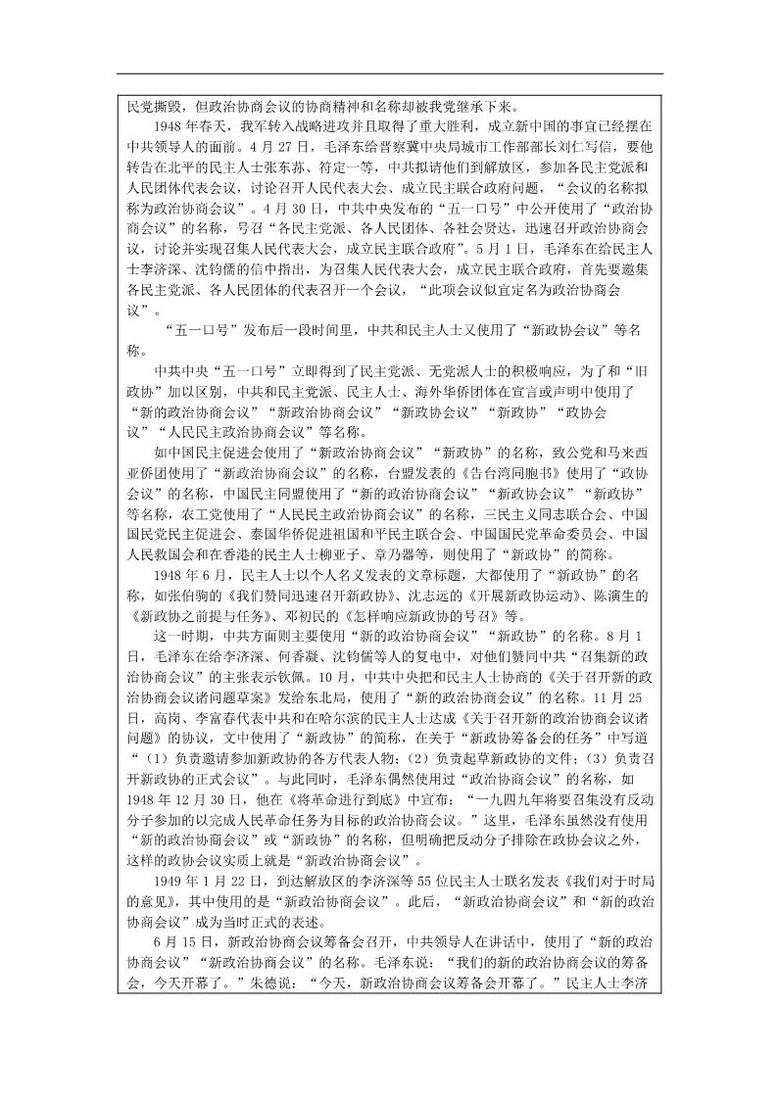 民党撕毁，但政治协商会议的协商精神和名称却被我党继承下来。
1948 年春天，我军转入战略进攻并且取得了重大胜利，成立新中国的事宜已经摆在
中共领导人的面前。4 月 27 日，毛泽东给晋察冀中央局城市工作部部长刘仁写信，要他
转告在北平的民主人士张东荪、符定一等，中共拟请他们到解放区，参加各民主党派和
人民团体代表会议，讨论召开人民代表大会、成立民主联合政府问题，“会议的名称拟
称为政治协商会议”。4 月 30 日，中共中央发布的“五一口号”中公开使用了“政治协
商会议”的名称，号召“各民主党派、各人民团体、各社会贤达，迅速召开政治协商会
议，讨论并实现召集人民代表大会，成立民主联合政府”。5 月 1 日，毛泽东在给民主人
士李济深、沈钧儒的信中指出，为召集人民代表大会，成立民主联合政府，首先要邀集
各民主党派、各人民团体的代表召开一个会议，“此项会议似宜定名为政治协商会
议”。
“五一口号”发布后一段时间里，中共和民主人士又使用了“新政协会议”等名
称。
中共中央“五一口号”立即得到了民主党派、无党派人士的积极响应，为了和“旧
政协”加以区别，中共和民主党派、民主人士、海外华侨团体在宣言或声明中使用了
“新的政治协商会议”“新政治协商会议”“新政协会议”“新政协”“政协会
议”“人民民主政治协商会议”等名称。
如中国民主促进会使用了“新政治协商会议”“新政协”的名称，致公党和马来西
亚侨团使用了“新政治协商会议”的名称，台盟发表的《告台湾同胞书》使用了“政协
会议”的名称，中国民主同盟使用了“新的政治协商会议”“新政协会议”“新政协”
等名称，农工党使用了“人民民主政治协商会议”的名称，三民主义同志联合会、中国
国民党民主促进会、泰国华侨促进祖国和平民主联合会、中国国民党革命委员会、中国
人民救国会和在香港的民主人士柳亚子、章乃器等，则使用了“新政协”的简称。
1948 年 6 月，民主人士以个人名义发表的文章标题，大都使用了“新政协”的名
称，如张伯驹的《我们赞同迅速召开新政协》、沈志远的《开展新政协运动》、陈演生的
《新政协之前提与任务》、邓初民的《怎样响应新政协的号召》等。
这一时期，中共方面则主要使用“新的政治协商会议”“新政协”的名称。8 月 1
日，毛泽东在给李济深、何香凝、沈钧儒等人的复电中，对他们赞同中共“召集新的政
治协商会议”的主张表示钦佩。10 月，中共中央把和民主人士协商的《关于召开新的政
治协商会议诸问题草案》发给东北局，使用了“新的政治协商会议”的名称。11 月 25
日，高岗、李富春代表中共和在哈尔滨的民主人士达成《关于召开新的政治协商会议诸
问题》的协议，文中使用了“新政协”的简称，在关于“新政协筹备会的任务”中写道
“（1）负责邀请参加新政协的各方代表人物；（2）负责起草新政协的文件；（3）负责召
开新政协的正式会议”。与此同时，毛泽东偶然使用过“政治协商会议”的名称，如
1948 年 12 月 30 日，他在《将革命进行到底》中宣布：“一九四九年将要召集没有反动
分子参加的以完成人民革命任务为目标的政治协商会议。”这里，毛泽东虽然没有使用
“新的政治协商会议”或“新政协”的名称，但明确把反动分子排除在政协会议之外，
这样的政协会议实质上就是“新政治协商会议”。
1949 年 1 月 22 日，到达解放区的李济深等 55 位民主人士联名发表《我们对于时局
的意见》，其中使用的是“新政治协商会议”。此后，“新政治协商会议”和“新的政治
协商会议”成为当时正式的表述。
6 月 15 日，新政治协商会议筹备会召开，中共领导人在讲话中，使用了“新的政治
协商会议”“新政治协商会议”的名称。毛泽东说：“我们的新的政治协商会议的筹备
会，今天开幕了。”朱德说：“今天，新政治协商会议筹备会开幕了。”民主人士李济